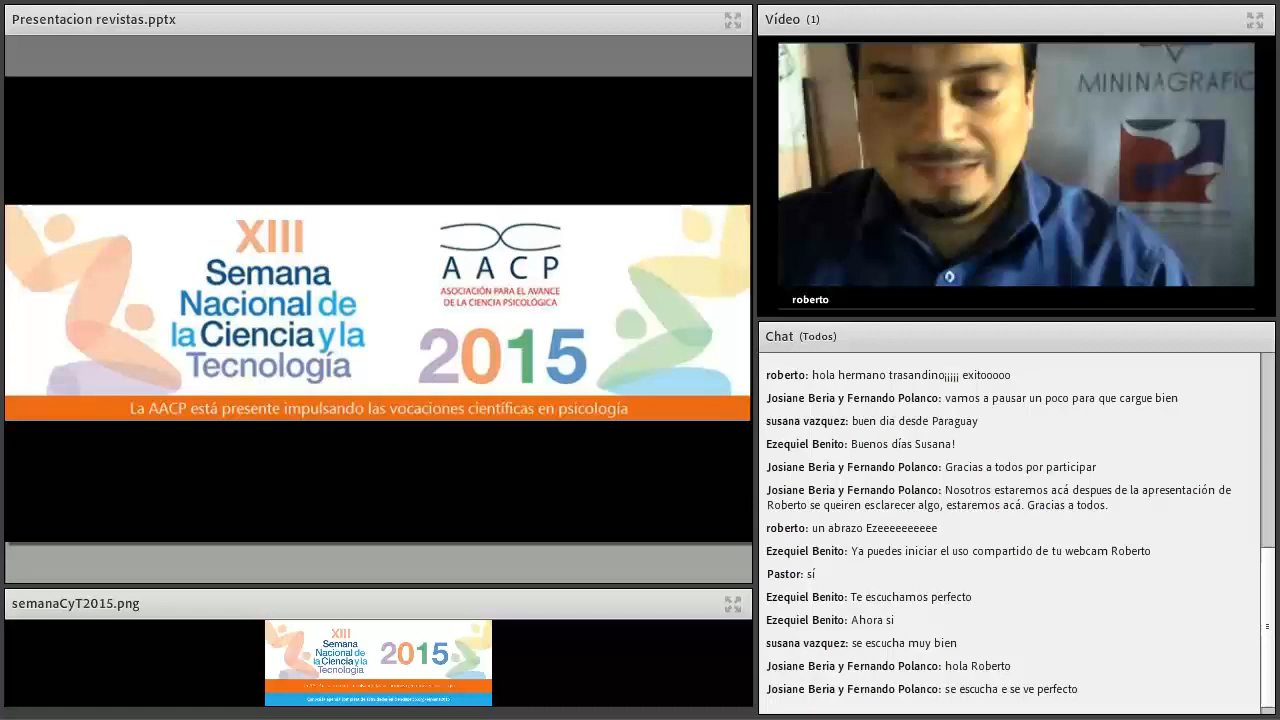 Presentacion revistas.pptx
XIII
Semana
Nacional de
la Ciencia y la
Tecnología
AACP
ASOCIACIÓN PARA EL AVANCE
DE LA CIENCIA PSICOLÓGICA
2015
La AACP está presente impulsando las vocaciones científicas en psicología
semanaCyT2015.png
XIII
Semana
Nacional de
la Ciencia y la
Tecnología
2015
Vídeo (1)
MININAGRAFIC
roberto
Chat (Todos)
roberto: hola hermano trasandino¡¡¡¡¡ exitooooo
Josiane Beria y Fernando Polanco: vamos a pausar un poco para que cargue bien
susana vazquez: buen dia desde Paraguay
Ezequiel Benito: Buenos días Susana!
Josiane Beria y Fernando Polanco: Gracias a todos por participar
Josiane Beria y Fernando Polanco: Nosotros estaremos acá despues de la apresentación de
Roberto se queiren esclarecer algo, estaremos acá. Gracias a todos.
roberto: un abrazo Ezeeeeeeeeee
Ezequiel Benito: Ya puedes iniciar el uso compartido de tu webcam Roberto
Pastor: sí
Ezequiel Benito: Te escuchamos perfecto
Ezequiel Benito: Ahora si
susana vazquez: se escucha muy bien
Josiane Beria y Fernando Polanco: hola Roberto
Josiane Beria y Fernando Polanco: se escucha e se ve perfecto